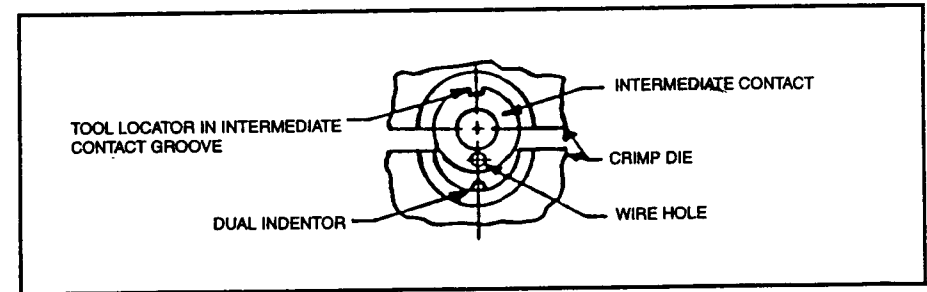 INTERMEDIATE CONTACT
TOOL LOCATOR IN INTERMEDIATE
CONTACT GROOVE
CRIMP DIE
DUAL INDENTOR
WIRE HOLE